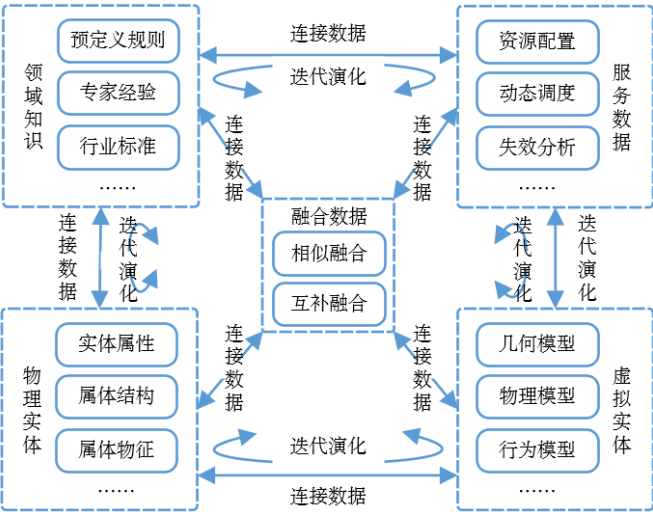 预定义规则
专家经验
行业标准
……
领域知识
连接数据
迭代演化
资源配置
动态调度
失效分析
……
服务数据
连接数据
连接数据
融合数据
相似融合
互补融合
连接数据
迭代演化
迭代演化
迭代演化
实体属性
属体结构
属体物征
……
物理实体
连接数据
连接数据
迭代演化
连接数据
几何模型
物理模型
行为模型
……
虚拟实体